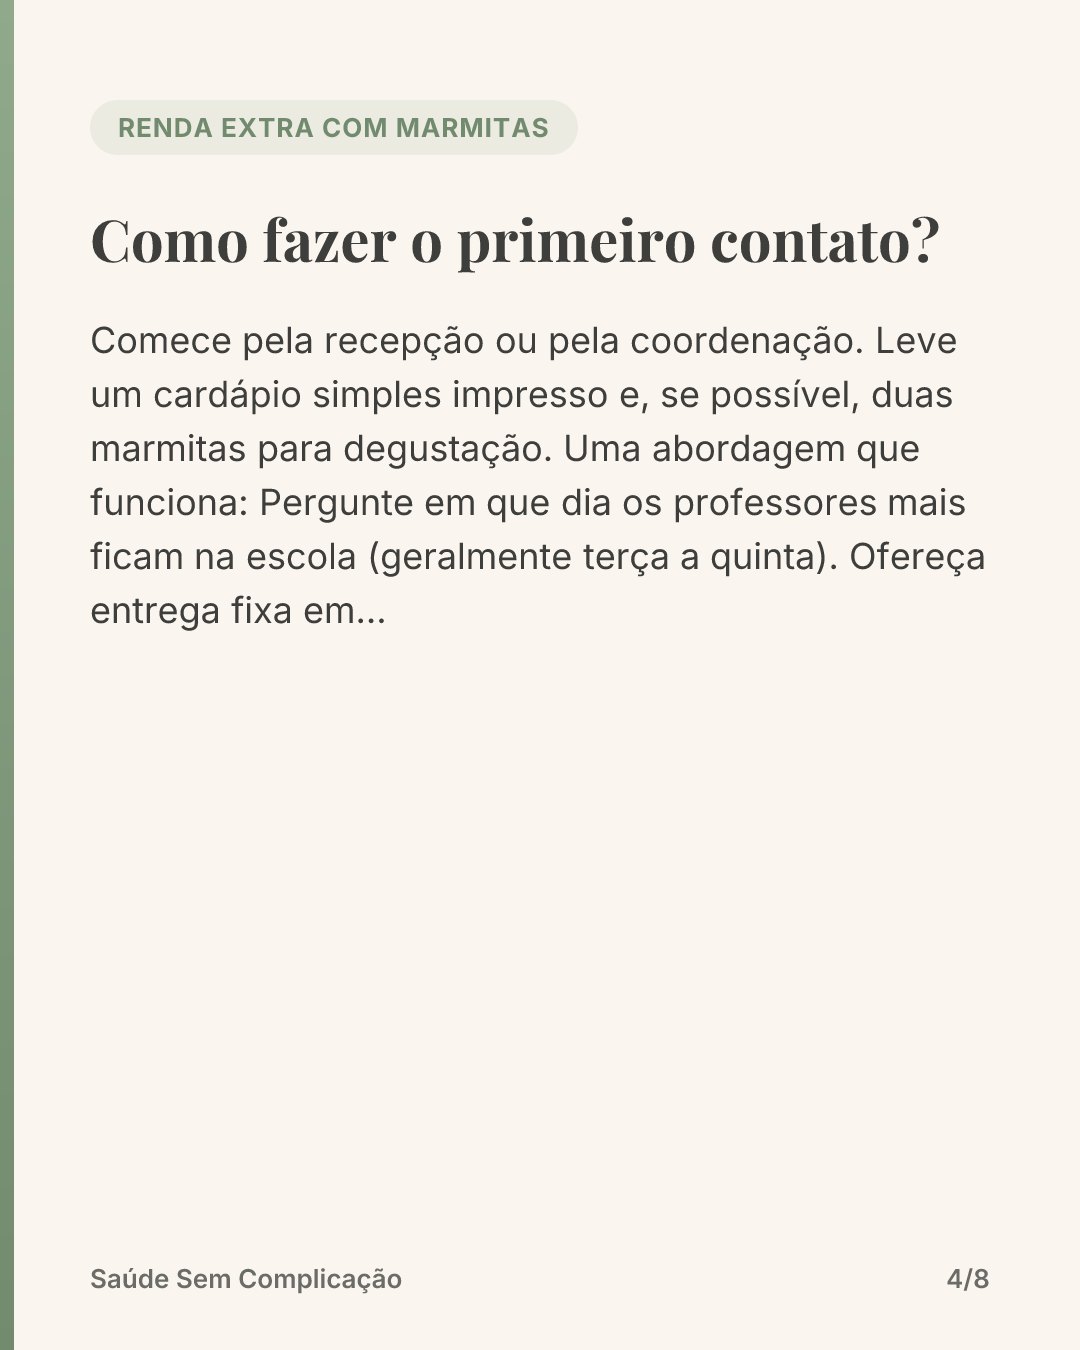 RENDA EXTRA COM MARMITAS
Como fazer o primeiro contato?
Comece pela recepção ou pela coordenação. Leve
um cardápio simples impresso e, se possível, duas
marmitas para degustação. Uma abordagem que
funciona: Pergunte em que dia os professores mais
ficam na escola (geralmente terça a quinta). Ofereça
entrega fixa em...
Saúde Sem Complicação
4/8